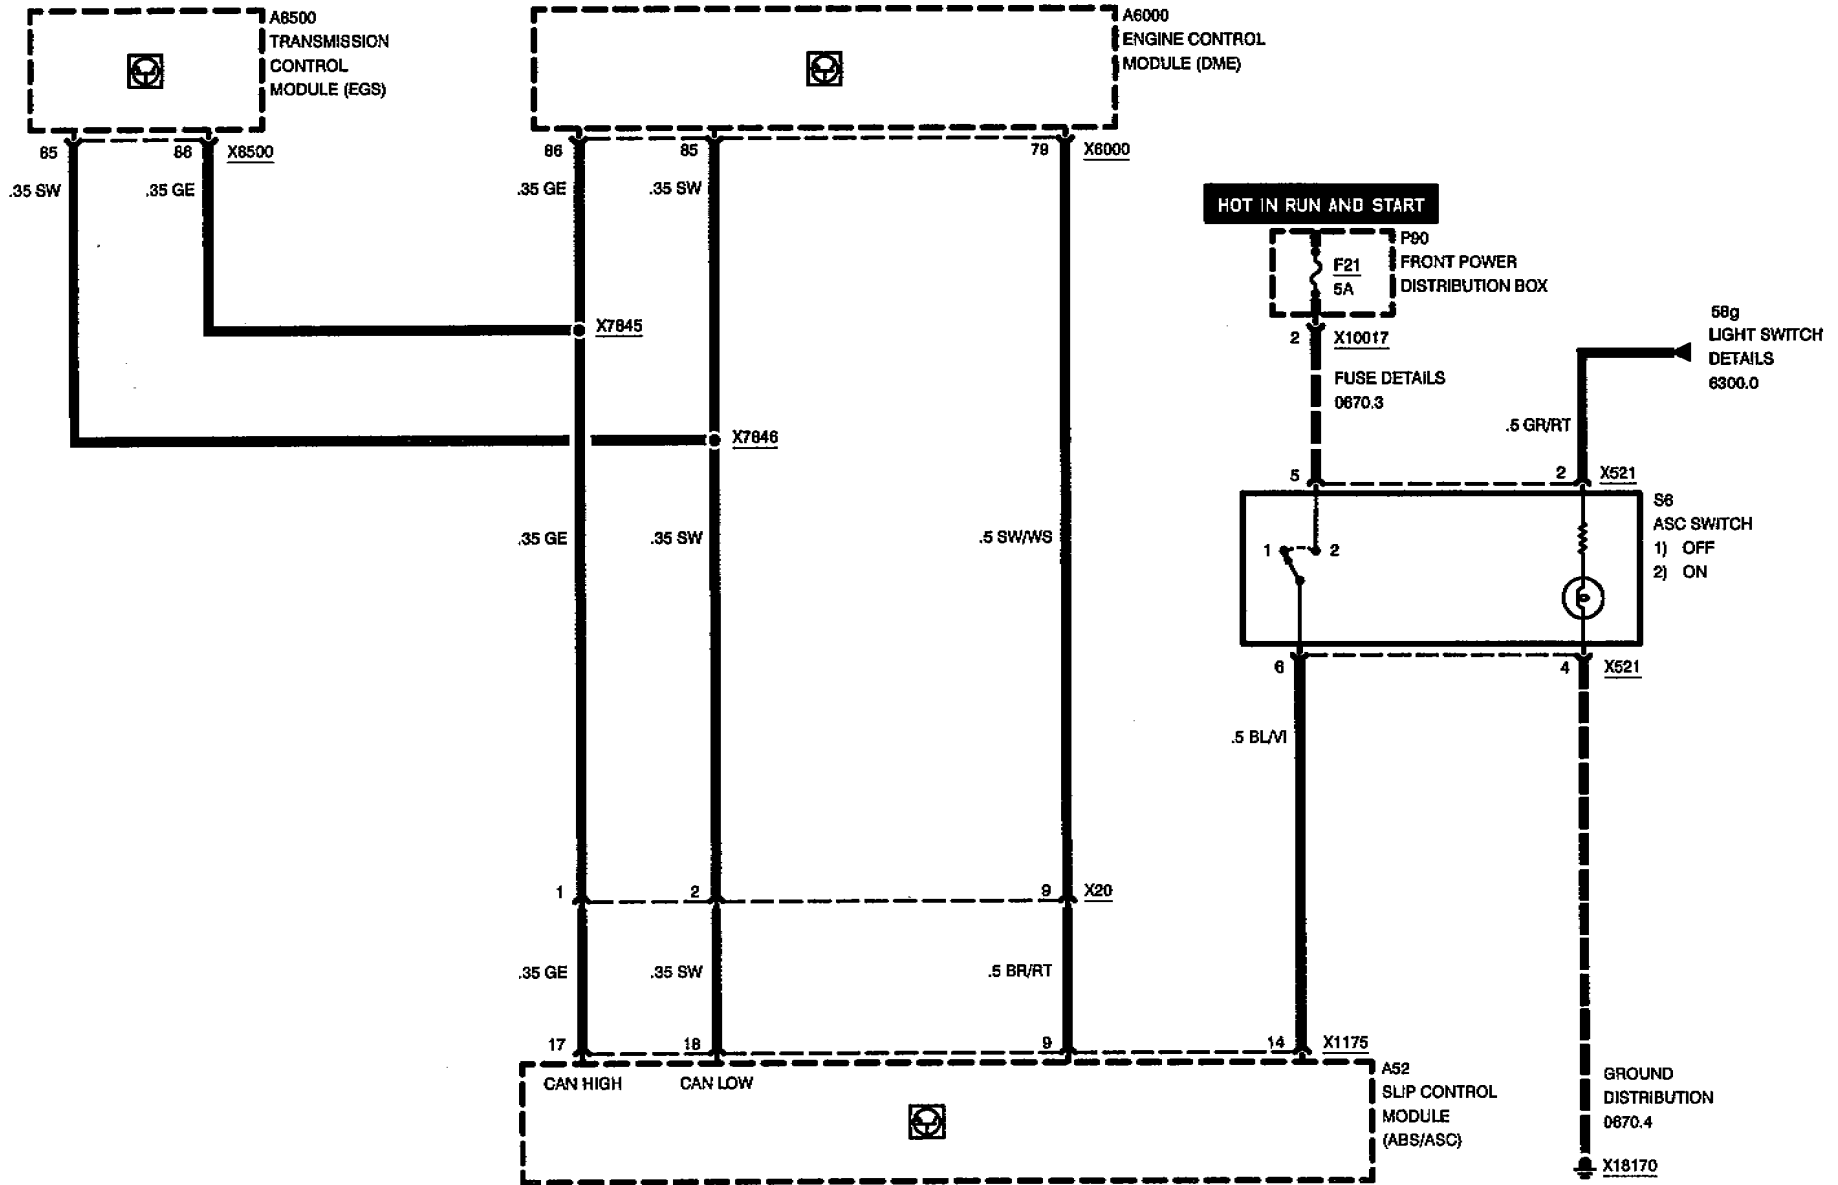 A8500
TRANSMISSION
CONTROL
MODULE (EGS)
A6000
ENGINE CONTROL
MODULE (DME)
85
86
X8500
86
85
79
X6000
.35 SW
.35 GE
.35 GE
.35 SW
HOT IN RUN AND START
P90
FRONT POWER
DISTRIBUTION BOX
F21
5A
2
X10017
FUSE DETAILS
0670.3
58g
LIGHT SWITCH
DETAILS
6300.0
X7845
X7846
.5 GR/RT
5
2
X521
S6
ASC SWITCH
1) OFF
2) ON
1
2
.35 GE
.35 SW
.5 SW/WS
6
4
X521
.5 BL/VI
1
2
9
X20
.35 GE
.35 SW
.5 BR/RT
17
18
9
14
X1175
CAN HIGH
CAN LOW
A52
SLIP CONTROL
MODULE
(ABS/ASC)
GROUND
DISTRIBUTION
0670.4
X18170